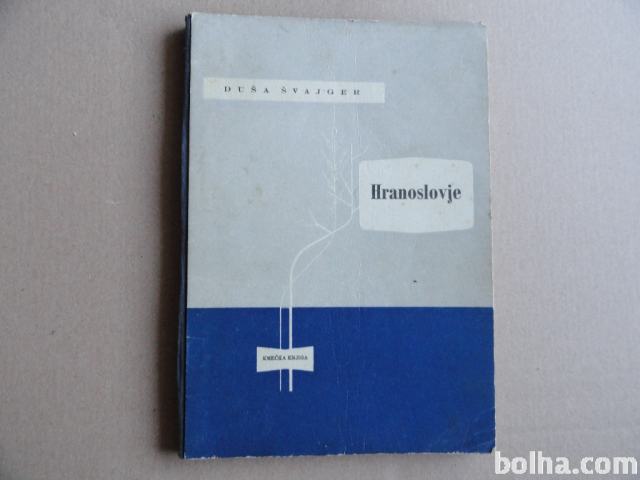 DUŠA ŠVAJGER
Hranoslovje
KMEČKA KNJIGA
bolha.com